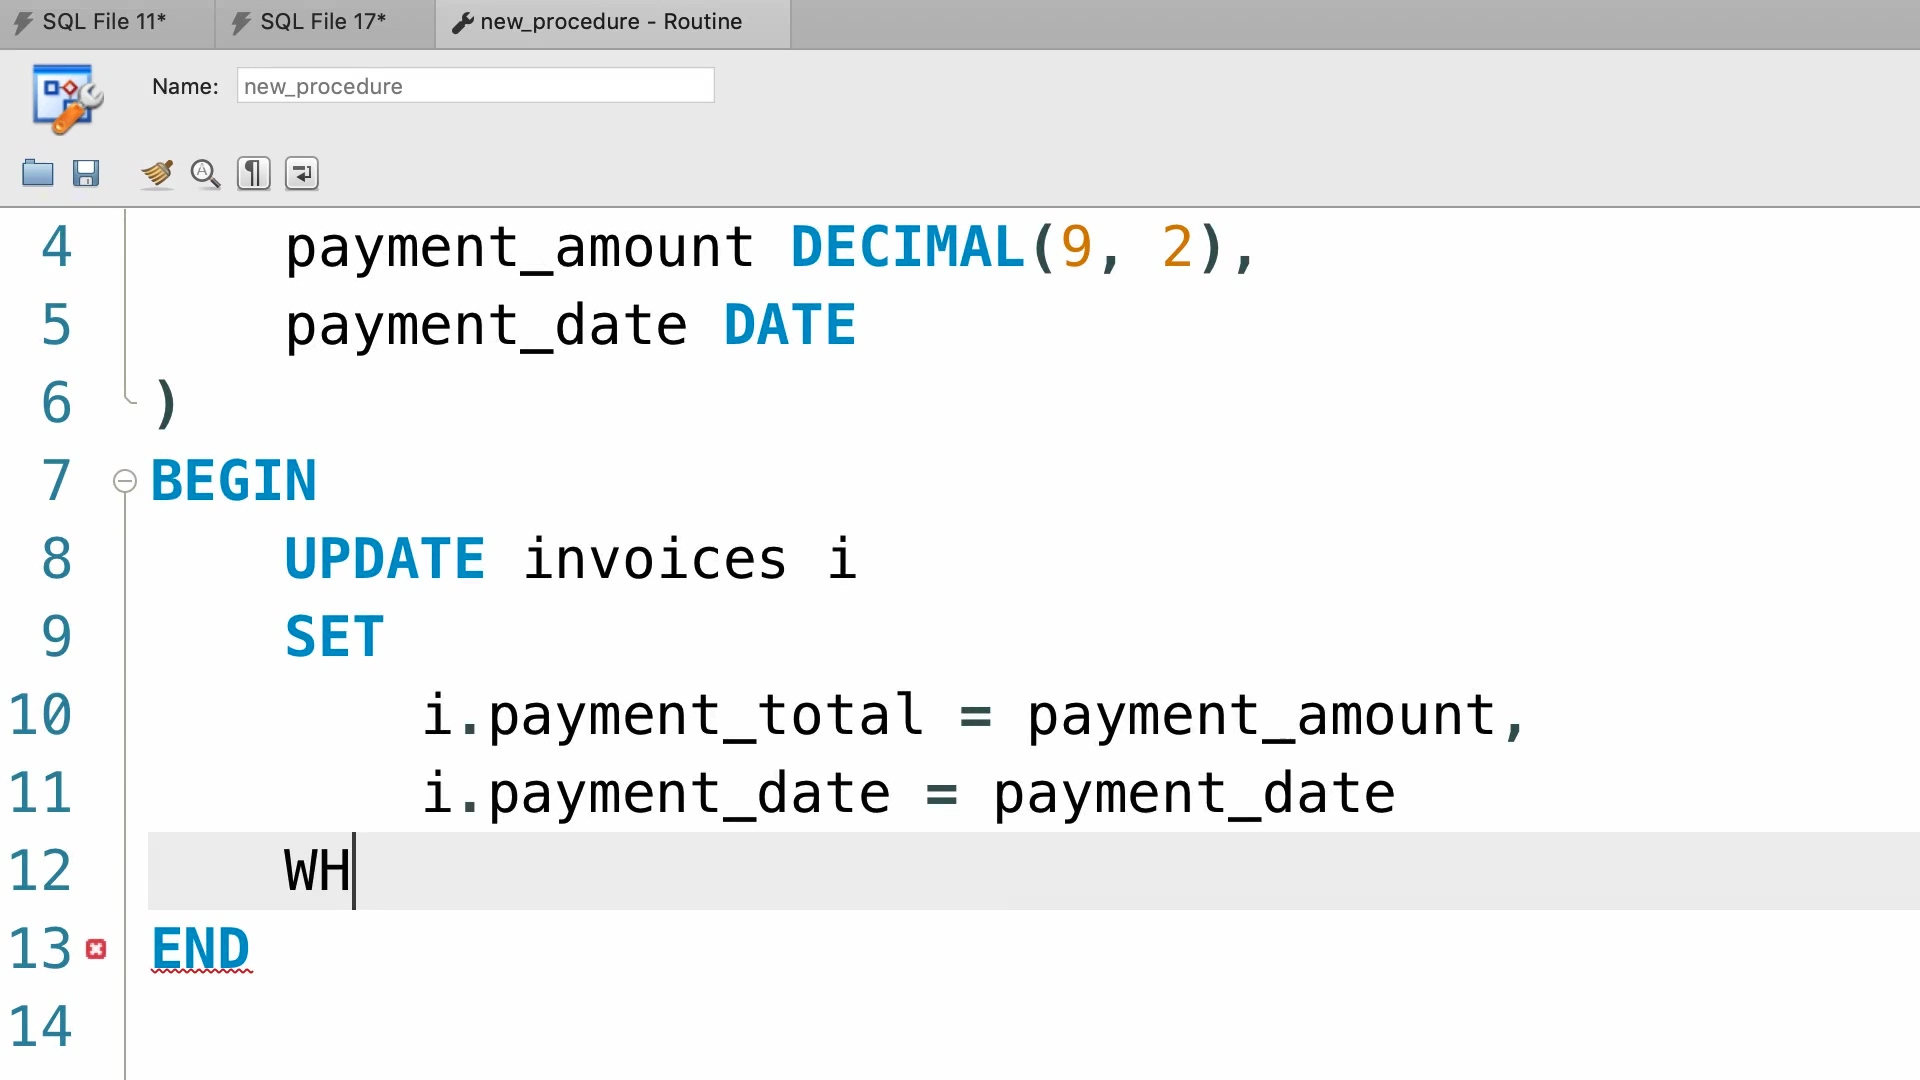 SQL File 11* SQL File 17* new_procedure - Routine
Name: new_procedure
4 payment_amount DECIMAL(9, 2),
5 payment_date DATE
6 )
7 BEGIN
8 UPDATE invoices i
9 SET
10 i.payment_total = payment_amount,
11 i.payment_date = payment_date
12 WH
13 END
14